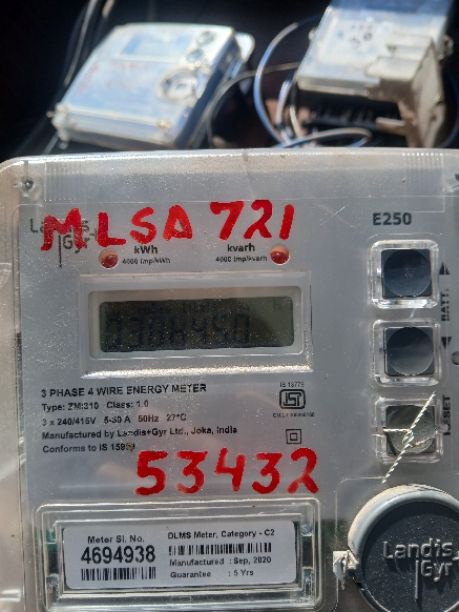 MLSA 721
Landis
Gyr
E250
kWh
4000 imp/kWh
kvarh
4000 imp/kvarh
BATT.
3 PHASE 4 WIRE ENERGY METER
Type: ZMI310 Class: 1.0
3 x 240/415V 5-30 A 50Hz 27°C
Manufactured by Landis+Gyr Ltd., Joka, India
Conforms to IS 15959
53432
Meter Sl. No.
4694938
DLMS Meter, Category - C2
Manufactured : Sep, 2020
Guarantee : 5 Yrs
Landis
Gyr